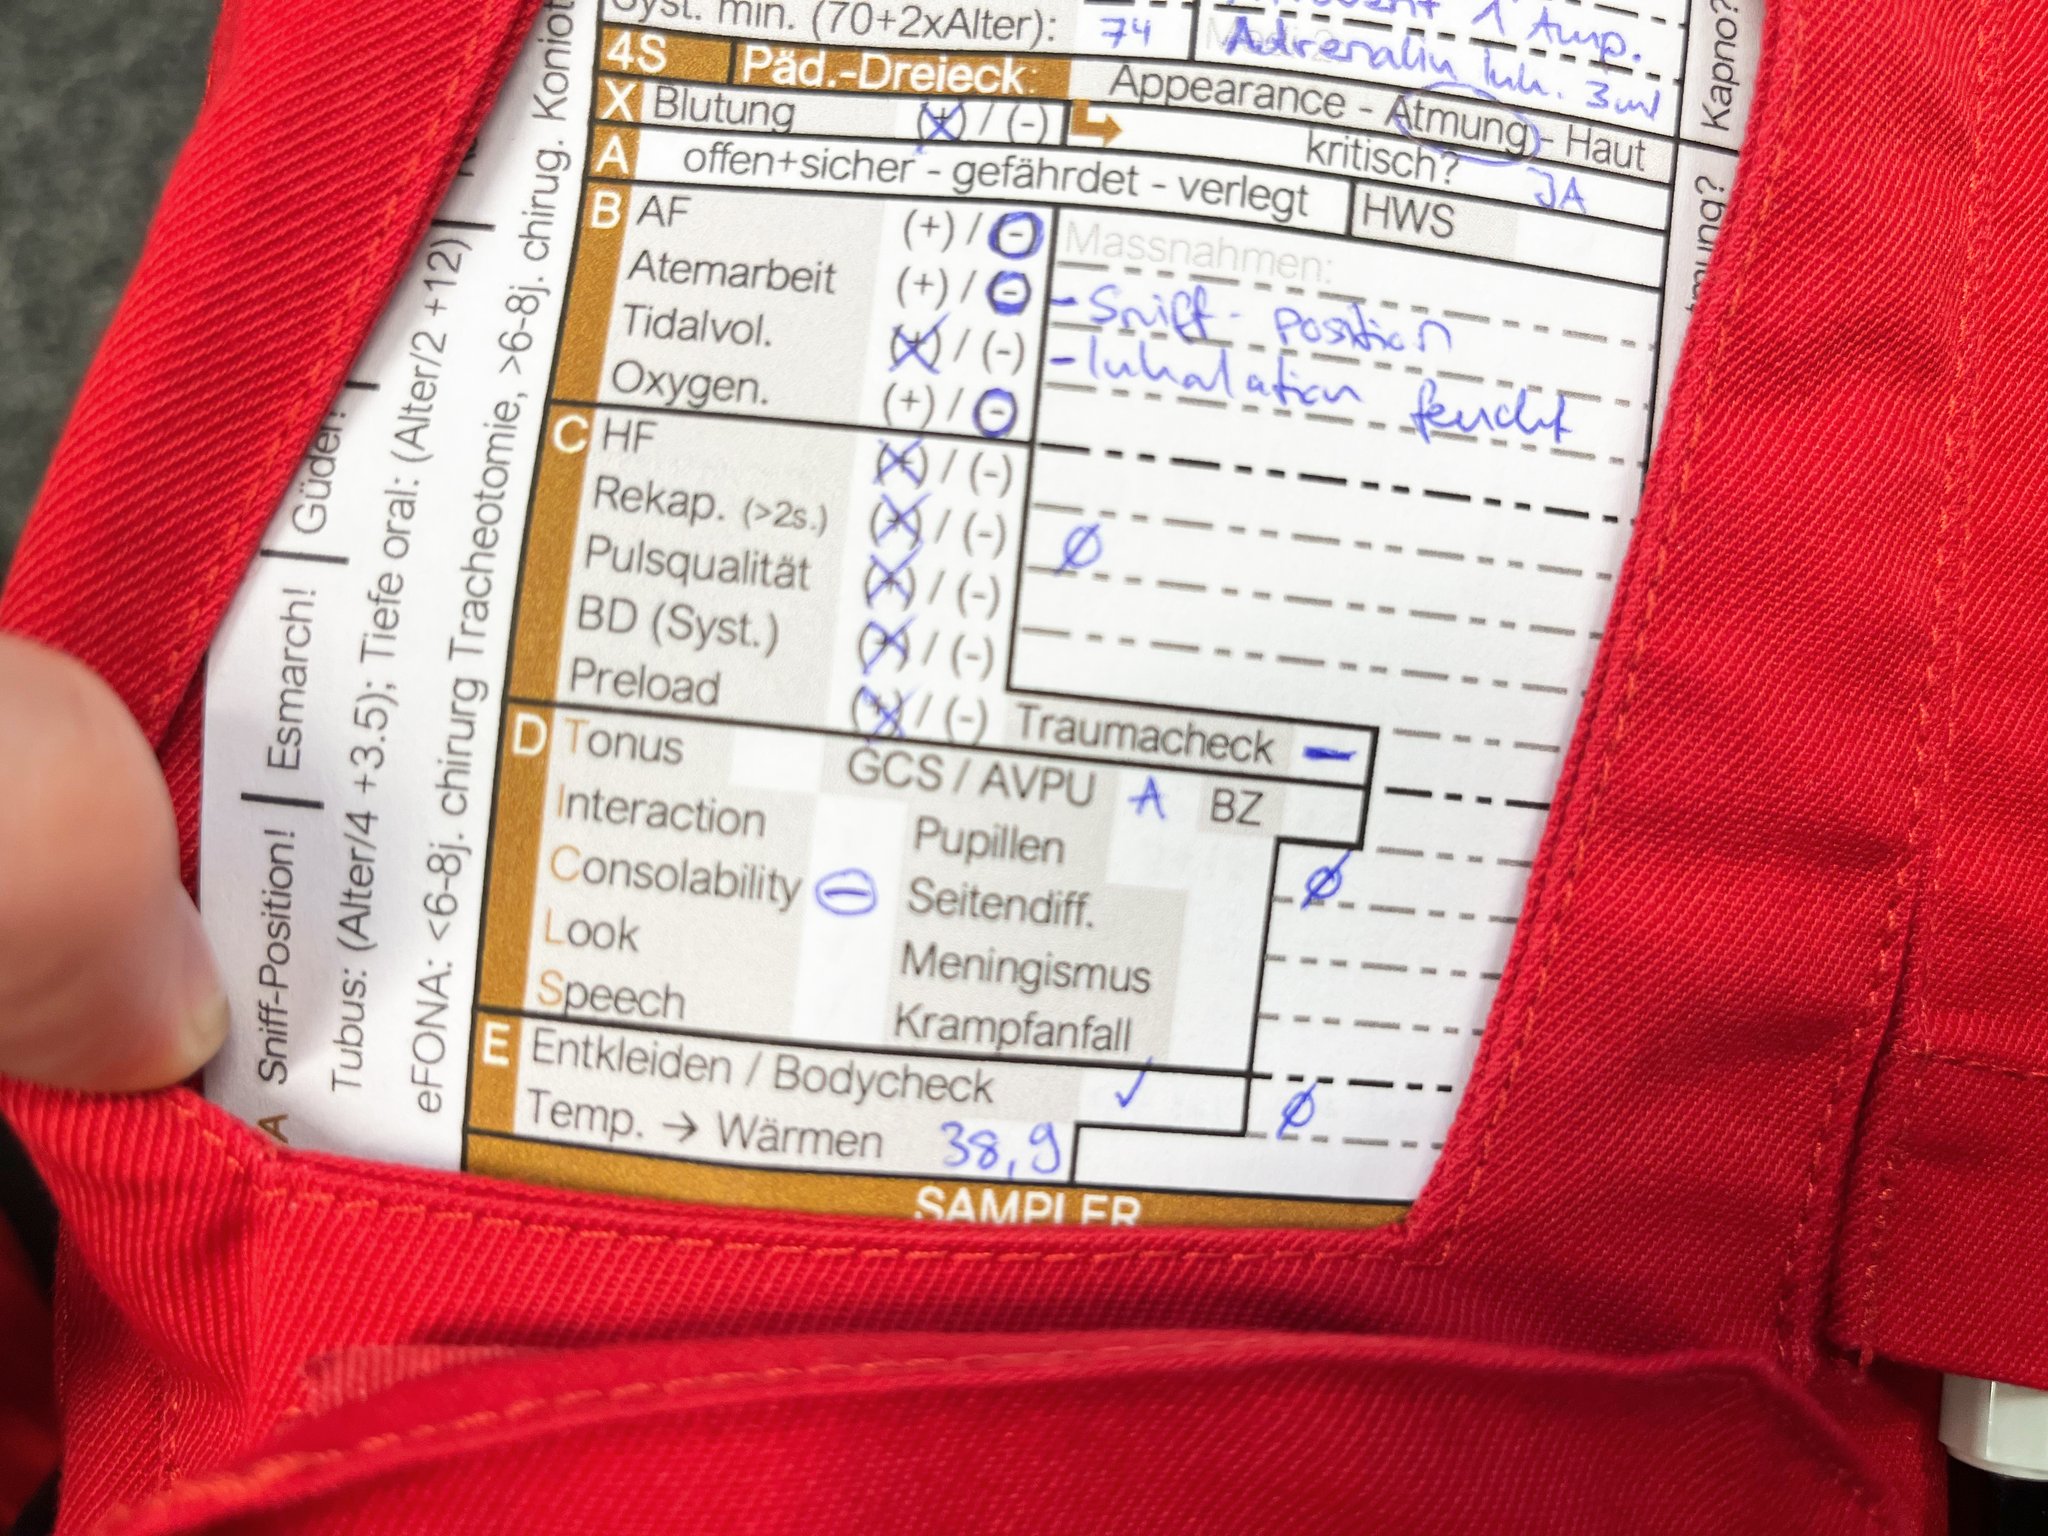 Syst. min. (70+2xAlter): 74
1 Amp.
Adrenalin Inh. 3ml
4S Päd.-Dreieck: Appearance - Atmung - Haut
X Blutung (+) / (-) kritisch? JA
A offen+sicher - gefährdet - verlegt HWS
B AF (+) / (-) Massnahmen:
Atemarbeit (+) / (-) - Sniff-position
Tidalvol. (+) / (-) - Inhalation feucht
Oxygen. (+) / (-)
C HF (+) / (-)
Rekap. (>2s.) (+) / (-) ø
Pulsqualität (+) / (-)
BD (Syst.) (+) / (-)
Preload (+) / (-) Traumacheck -
D Tonus GCS / AVPU A BZ
Interaction Pupillen ø
Consolability - Seitendiff.
Look Meningismus
Speech Krampfanfall
E Entkleiden / Bodycheck ✓
Temp. → Wärmen 38,9 ø
SAMPLER
A Sniff-Position! | Esmarch! | Güdel! |
Tubus: (Alter/4 +3.5); Tiefe oral: (Alter/2 +12) |
eFONA: <6-8j. chirurg Tracheotomie, >6-8j. chirug. Koniot
Kapno?